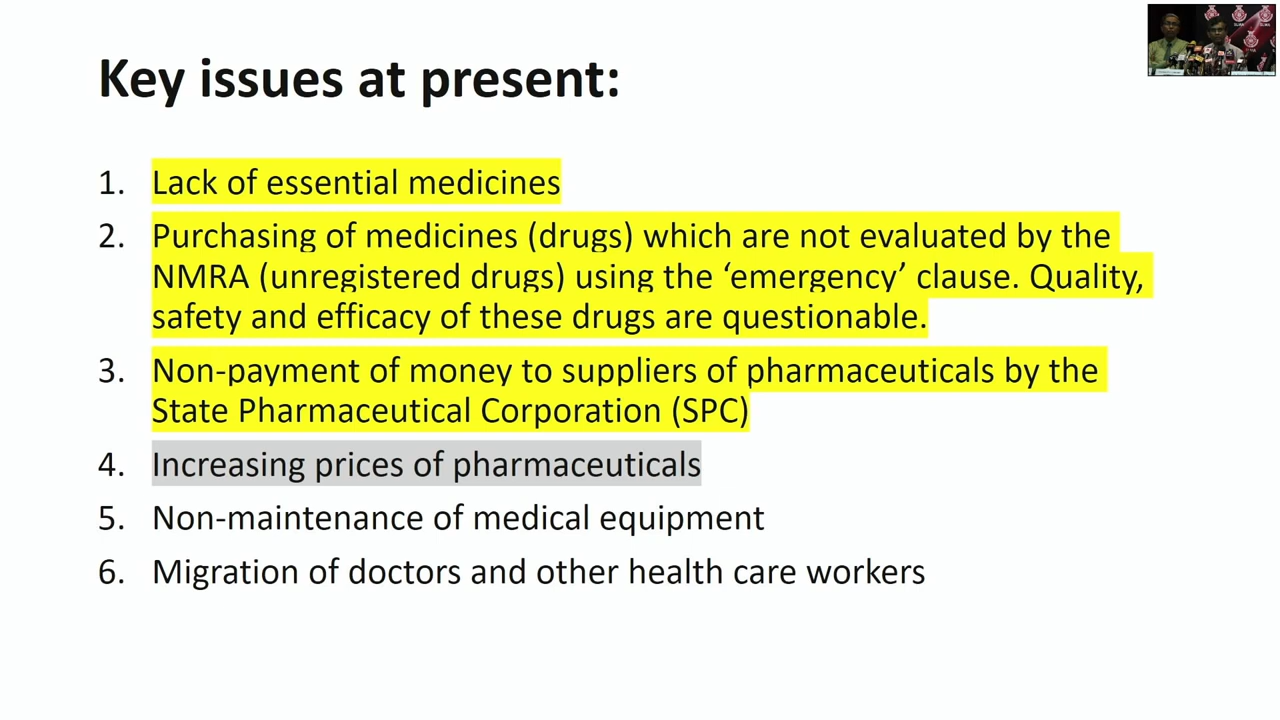 Key issues at present:
1. Lack of essential medicines
2. Purchasing of medicines (drugs) which are not evaluated by the
NMRA (unregistered drugs) using the ‘emergency’ clause. Quality,
safety and efficacy of these drugs are questionable.
3. Non-payment of money to suppliers of pharmaceuticals by the
State Pharmaceutical Corporation (SPC)
4. Increasing prices of pharmaceuticals
5. Non-maintenance of medical equipment
6. Migration of doctors and other health care workers